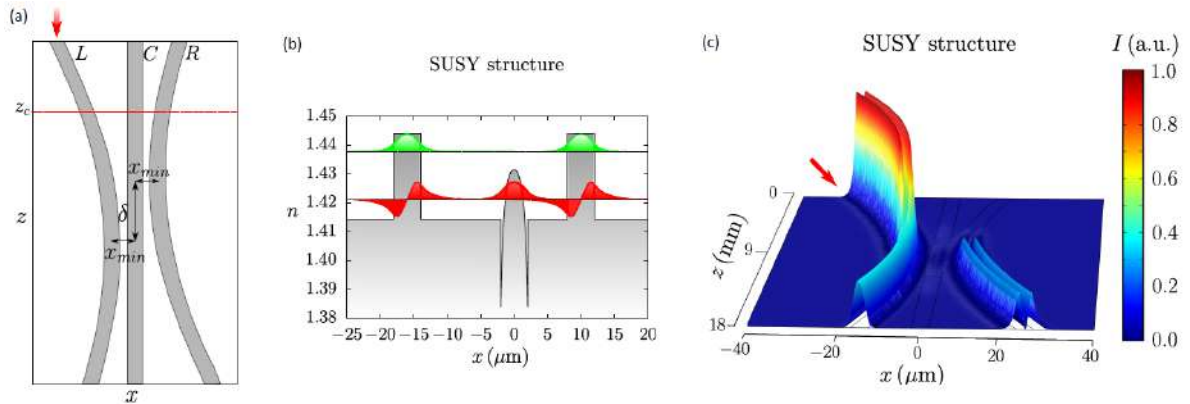 (a)
L
C
R
z_c
x_min
z
δ
x_min
x
(b)
SUSY structure
1.45
1.44
1.43
1.42
n
1.41
1.40
1.39
1.38
−25 −20 −15 −10 −5 0 5 10 15 20
x (μm)
(c)
SUSY structure
I (a.u.)
1.0
0.8
0.6
0.4
0.2
0.0
0
9
18
z (mm)
−40 −20 0 20 40
x (μm)